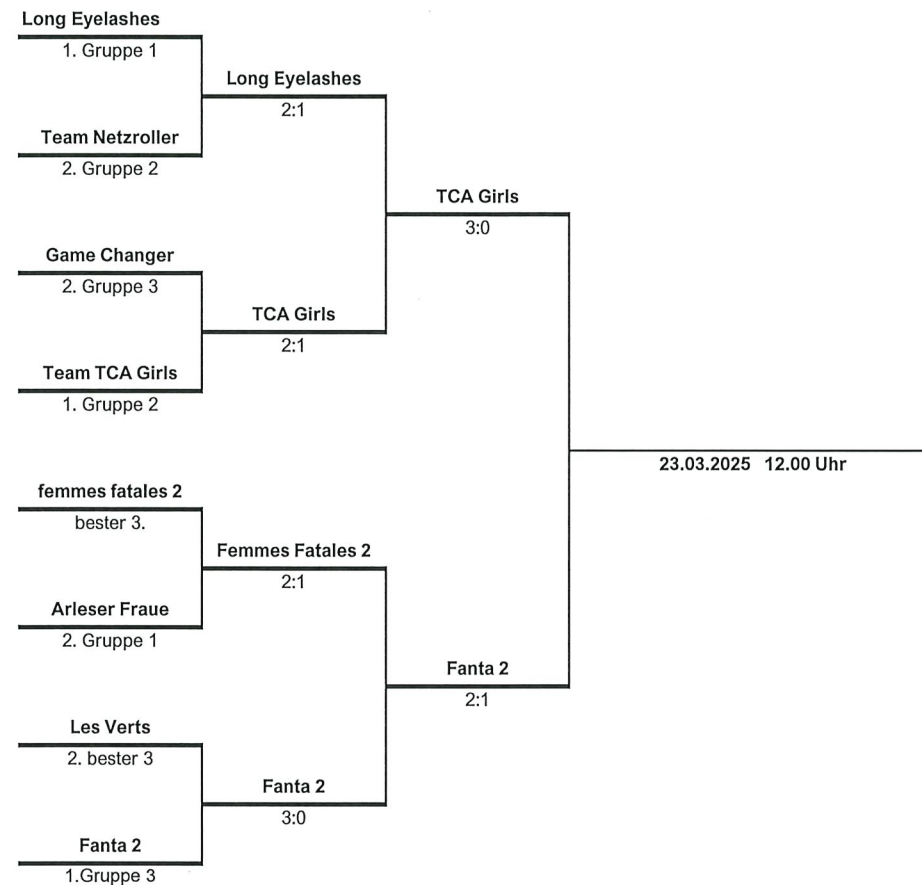 Long Eyelashes
1. Gruppe 1
Long Eyelashes
2:1
Team Netzroller
2. Gruppe 2
TCA Girls
3:0
Game Changer
2. Gruppe 3
TCA Girls
2:1
Team TCA Girls
1. Gruppe 2
23.03.2025 12.00 Uhr
femmes fatales 2
bester 3.
Femmes Fatales 2
2:1
Arleser Fraue
2. Gruppe 1
Fanta 2
2:1
Les Verts
2. bester 3
Fanta 2
3:0
Fanta 2
1.Gruppe 3